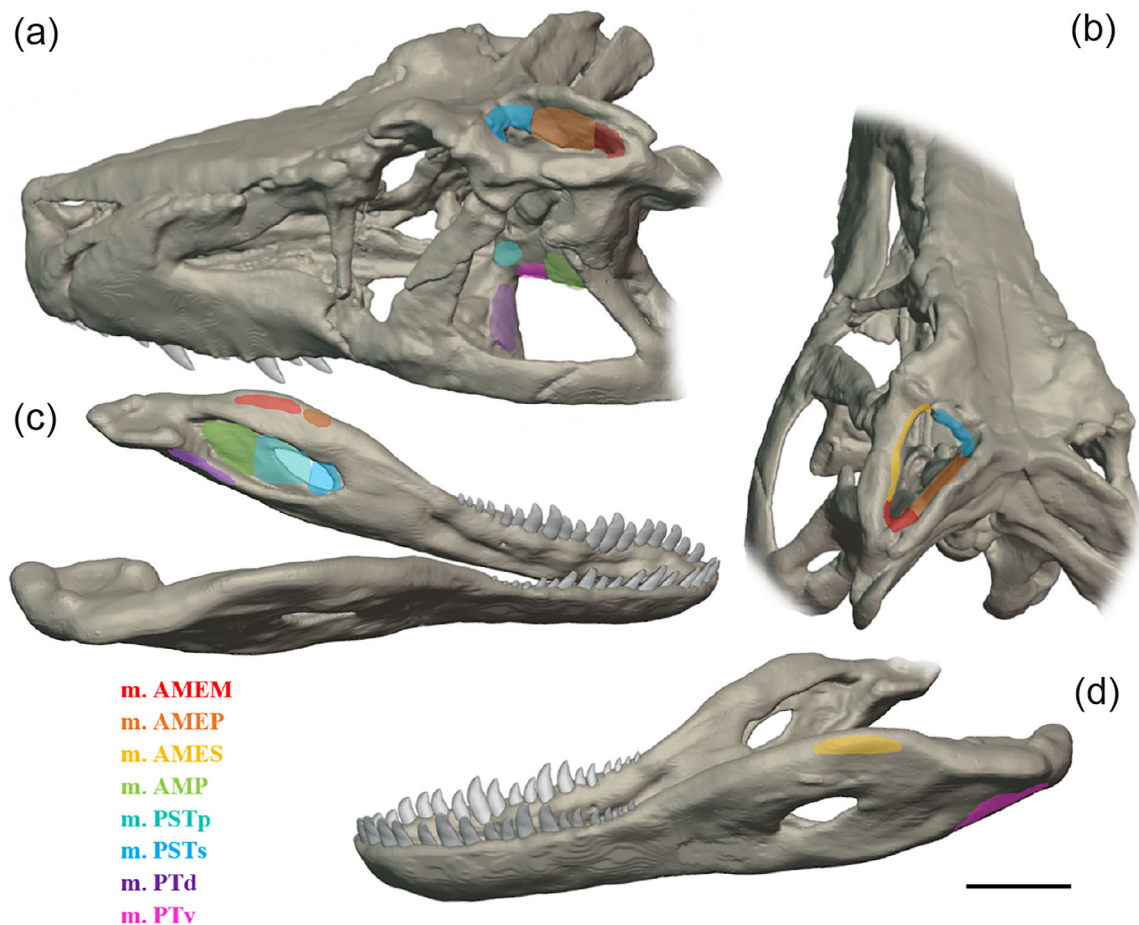 (a)
(b)
(c)
m. AMEM
m. AMEP
m. AMES
m. AMP
m. PSTp
m. PSTs
m. PTd
m. PTv
(d)